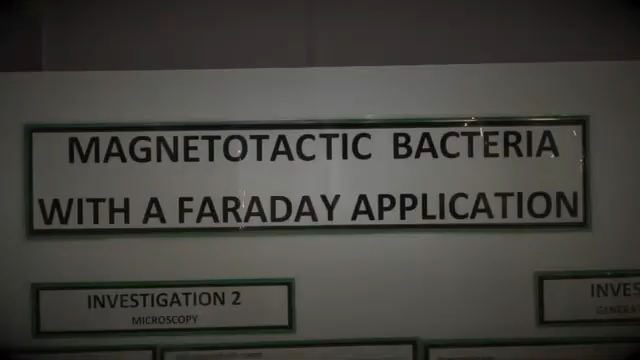 MAGNETOTACTIC BACTERIA
WITH A FARADAY APPLICATION
INVESTIGATION 2
MICROSCOPY